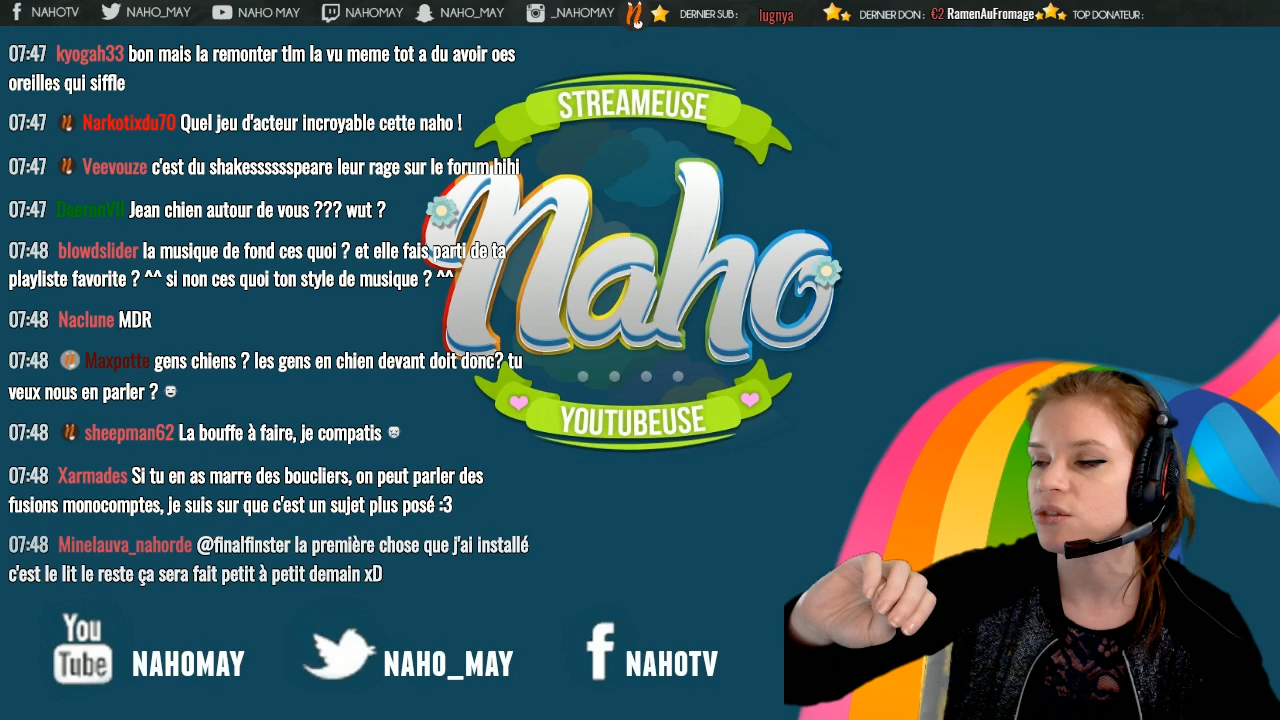 NAHOTV NAHO_MAY NAHO MAY NAHOMAY NAHO_MAY _NAHOMAY DERNIER SUB : lugnya DERNIER DON : €2 RamenAuFromage TOP DONATEUR :
07:47 kyogah33 bon mais la remonter tlm la vu meme tot a du avoir oes
oreilles qui siffle
07:47 Narkotixdu70 Quel jeu d'acteur incroyable cette naho !
07:47 Veevouze c'est du shakesssssspeare leur rage sur le forum hihi
07:47 DaeronVII Jean chien autour de vous ??? wut ?
07:48 blowdslider la musique de fond ces quoi ? et elle fais parti de ta
playliste favorite ? ^^ si non ces quoi ton style de musique ? ^^
07:48 Naclune MDR
07:48 Maxpotte gens chiens ? les gens en chien devant doit donc? tu
veux nous en parler ?
07:48 sheepman62 La bouffe à faire, je compatis
07:48 Xarmades Si tu en as marre des boucliers, on peut parler des
fusions monocomptes, je suis sur que c'est un sujet plus posé :3
07:48 Minelauva_nahorde @finalfinster la première chose que j'ai installé
c'est le lit le reste ça sera fait petit à petit demain xD
STREAMEUSE
Naho
YOUTUBEUSE
You
Tube NAHOMAY NAHO_MAY NAHOTV